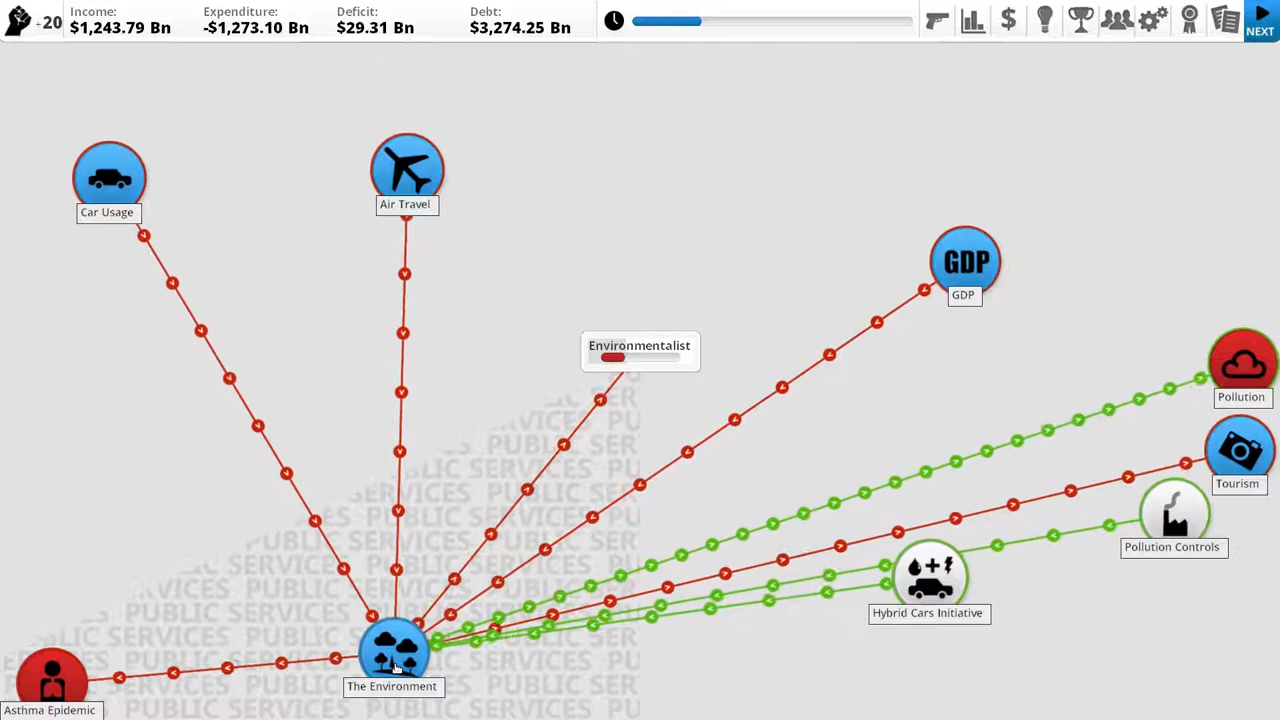 +20
Income:
$1,243.79 Bn
Expenditure:
-$1,273.10 Bn
Deficit:
$29.31 Bn
Debt:
$3,274.25 Bn
NEXT
Car Usage
Air Travel
GDP
GDP
Environmentalist
Pollution
Tourism
Pollution Controls
Hybrid Cars Initiative
The Environment
Asthma Epidemic
PUBLIC SERVICES